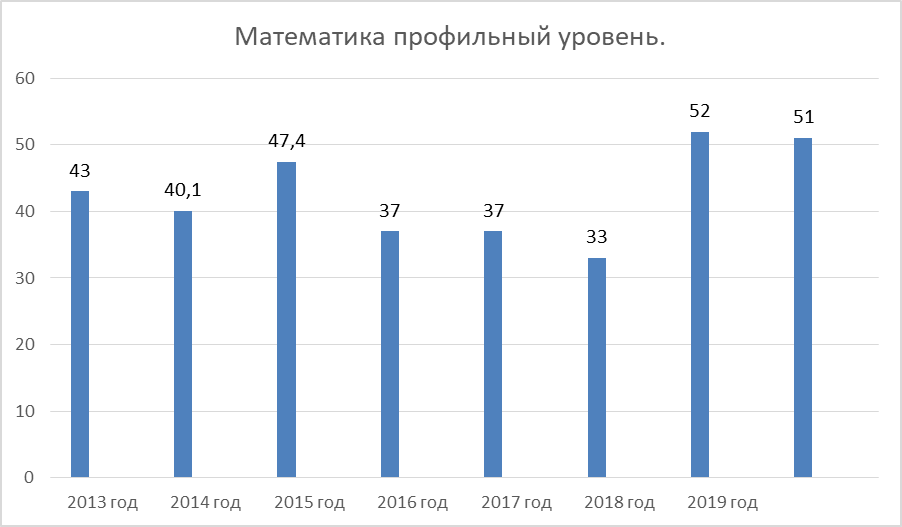 Математика профильный уровень.
60
50
40
30
20
10
0
43
40,1
47,4
37
37
33
52
51
2013 год
2014 год
2015 год
2016 год
2017 год
2018 год
2019 год